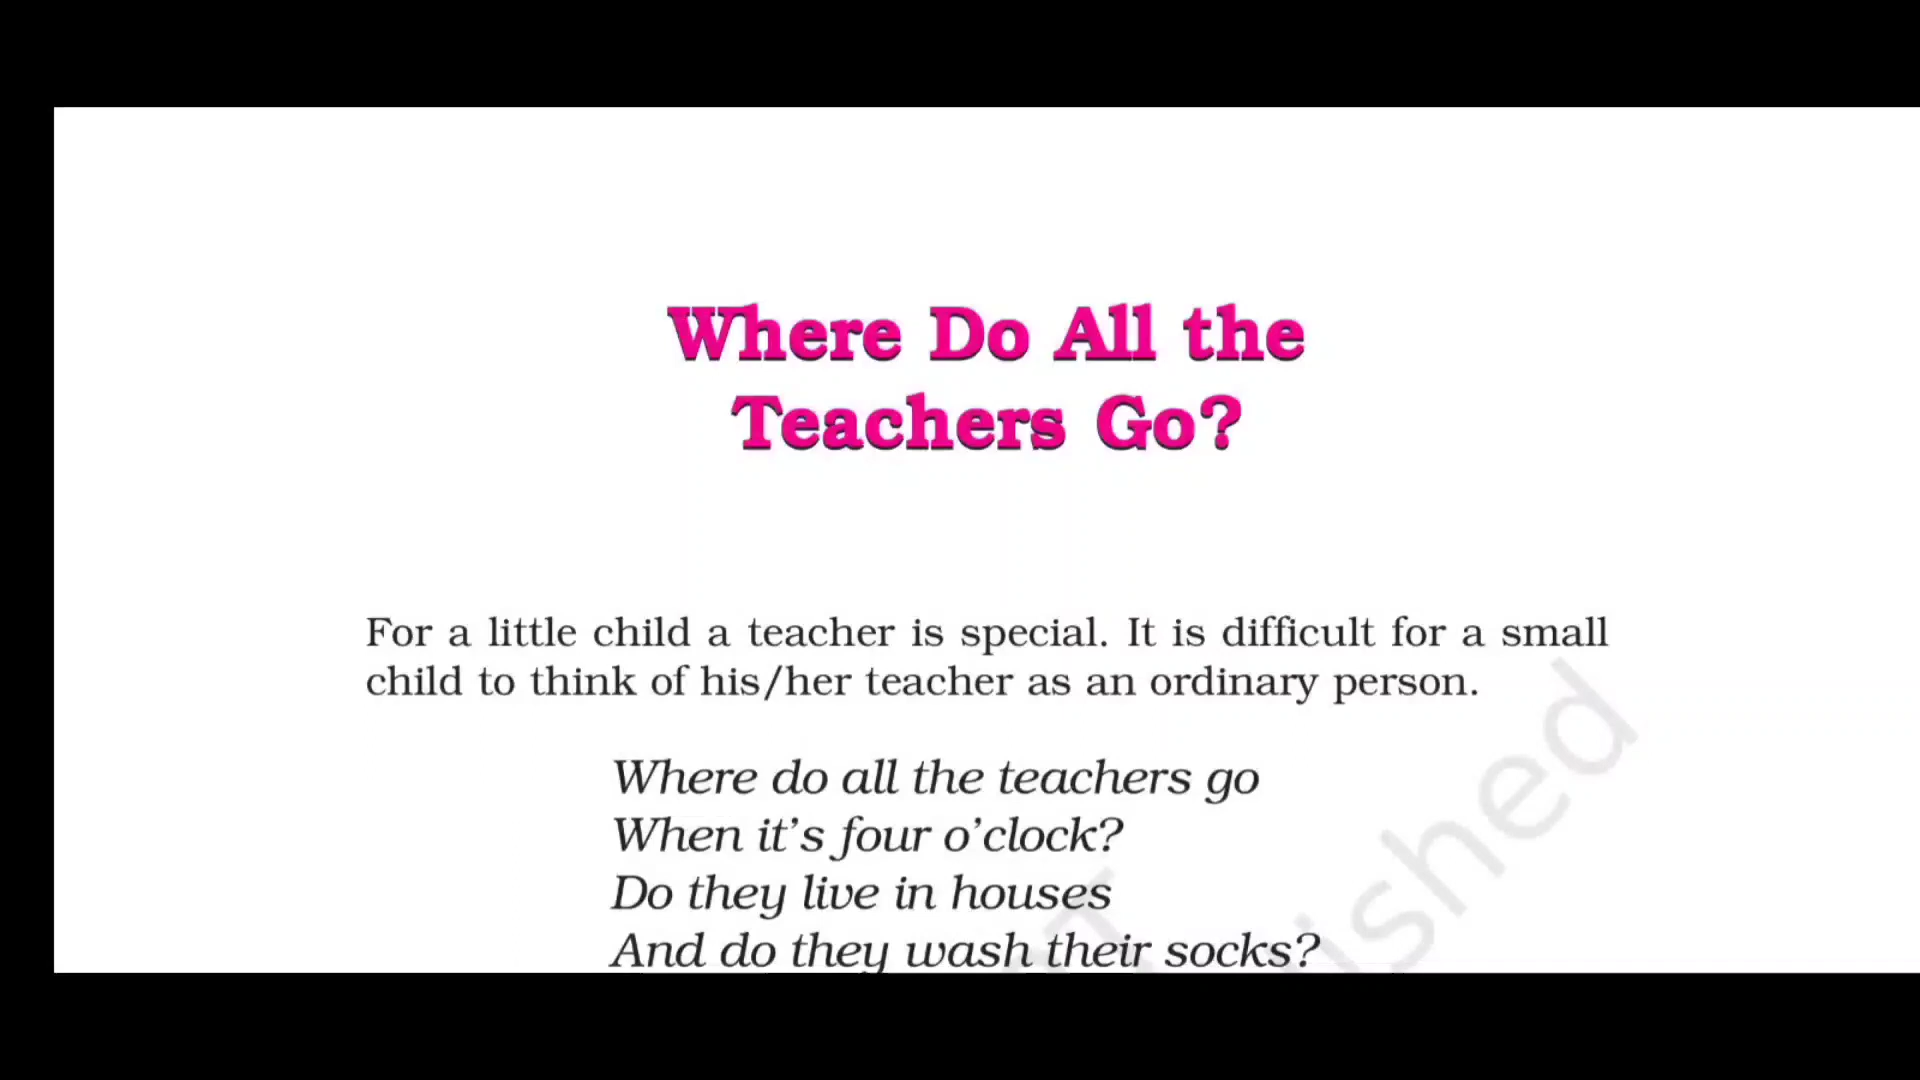 Where Do All the
Teachers Go?
For a little child a teacher is special. It is difficult for a small
child to think of his/her teacher as an ordinary person.
Where do all the teachers go
When it's four o'clock?
Do they live in houses
And do they wash their socks?